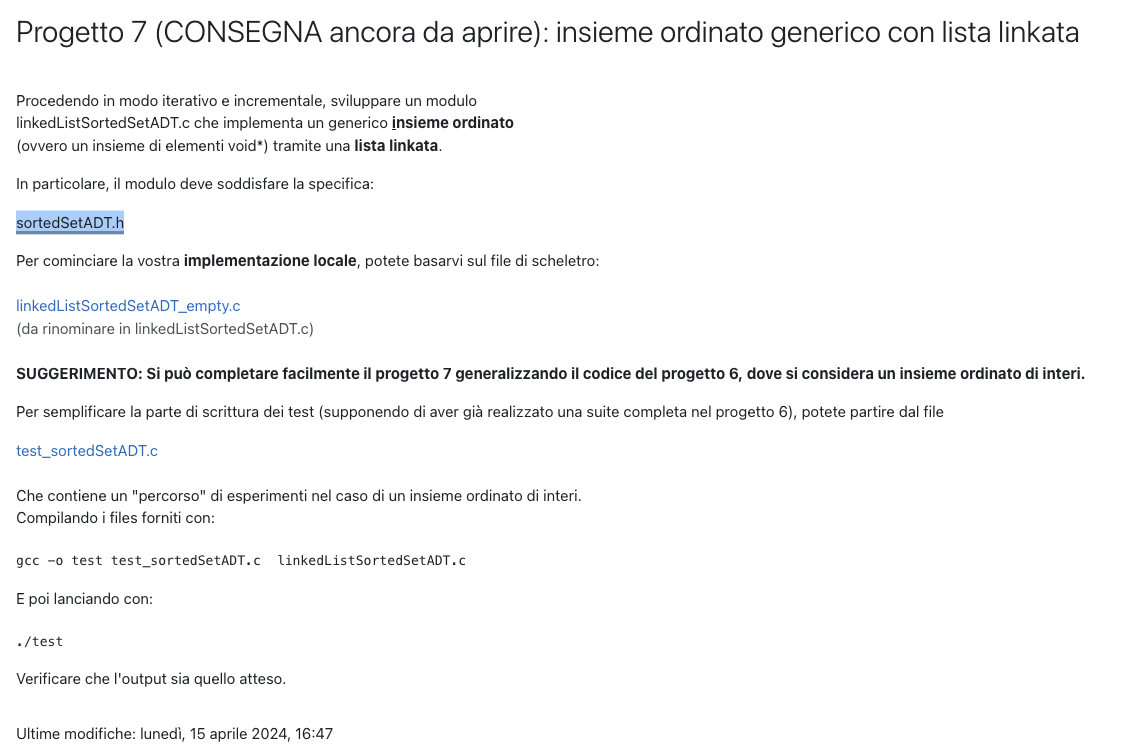 Progetto 7 (CONSEGNA ancora da aprire): insieme ordinato generico con lista linkata
Procedendo in modo iterativo e incrementale, sviluppare un modulo
linkedListSortedSetADT.c che implementa un generico insieme ordinato
(ovvero un insieme di elementi void*) tramite una lista linkata.
In particolare, il modulo deve soddisfare la specifica:
sortedSetADT.h
Per cominciare la vostra implementazione locale, potete basarvi sul file di scheletro:
linkedListSortedSetADT_empty.c
(da rinominare in linkedListSortedSetADT.c)
SUGGERIMENTO: Si può completare facilmente il progetto 7 generalizzando il codice del progetto 6, dove si considera un insieme ordinato di interi.
Per semplificare la parte di scrittura dei test (supponendo di aver già realizzato una suite completa nel progetto 6), potete partire dal file
test_sortedSetADT.c
Che contiene un "percorso" di esperimenti nel caso di un insieme ordinato di interi.
Compilando i files forniti con:
gcc -o test test_sortedSetADT.c  linkedListSortedSetADT.c
E poi lanciando con:
./test
Verificare che l'output sia quello atteso.
Ultime modifiche: lunedì, 15 aprile 2024, 16:47